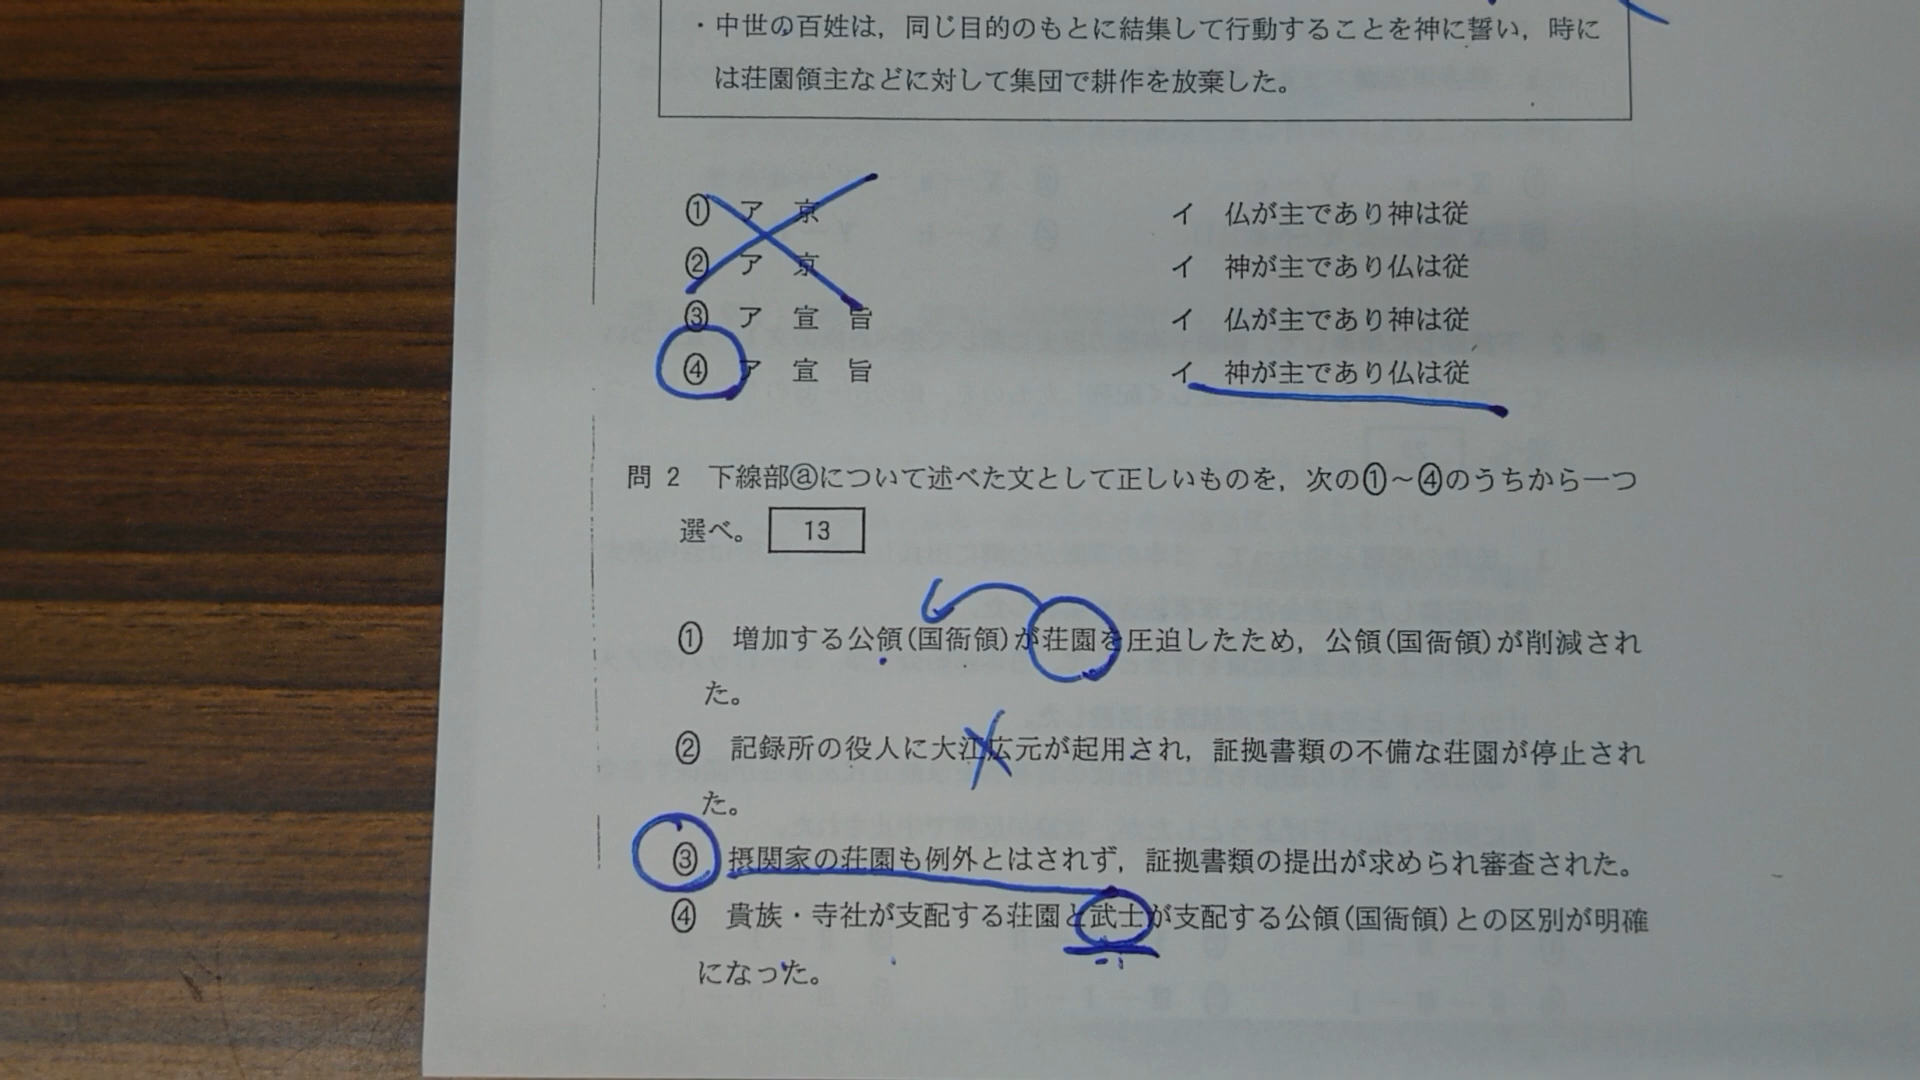 ・中世の百姓は，同じ目的のもとに結集して行動することを神に誓い，時に
は荘園領主などに対して集団で耕作を放棄した。
① ア 京 イ 仏が主であり神は従
② ア 京 イ 神が主であり仏は従
③ ア 宣 旨 イ 仏が主であり神は従
④ ア 宣 旨 イ 神が主であり仏は従
問 2 下線部ⓐについて述べた文として正しいものを，次の①～④のうちから一つ
選べ。 13
① 増加する公領(国衙領)が荘園を圧迫したため，公領(国衙領)が削減され
た。
② 記録所の役人に大江広元が起用され，証拠書類の不備な荘園が停止され
た。
③ 摂関家の荘園も例外とはされず，証拠書類の提出が求められ審査された。
④ 貴族・寺社が支配する荘園と武士が支配する公領(国衙領)との区別が明確
になった。